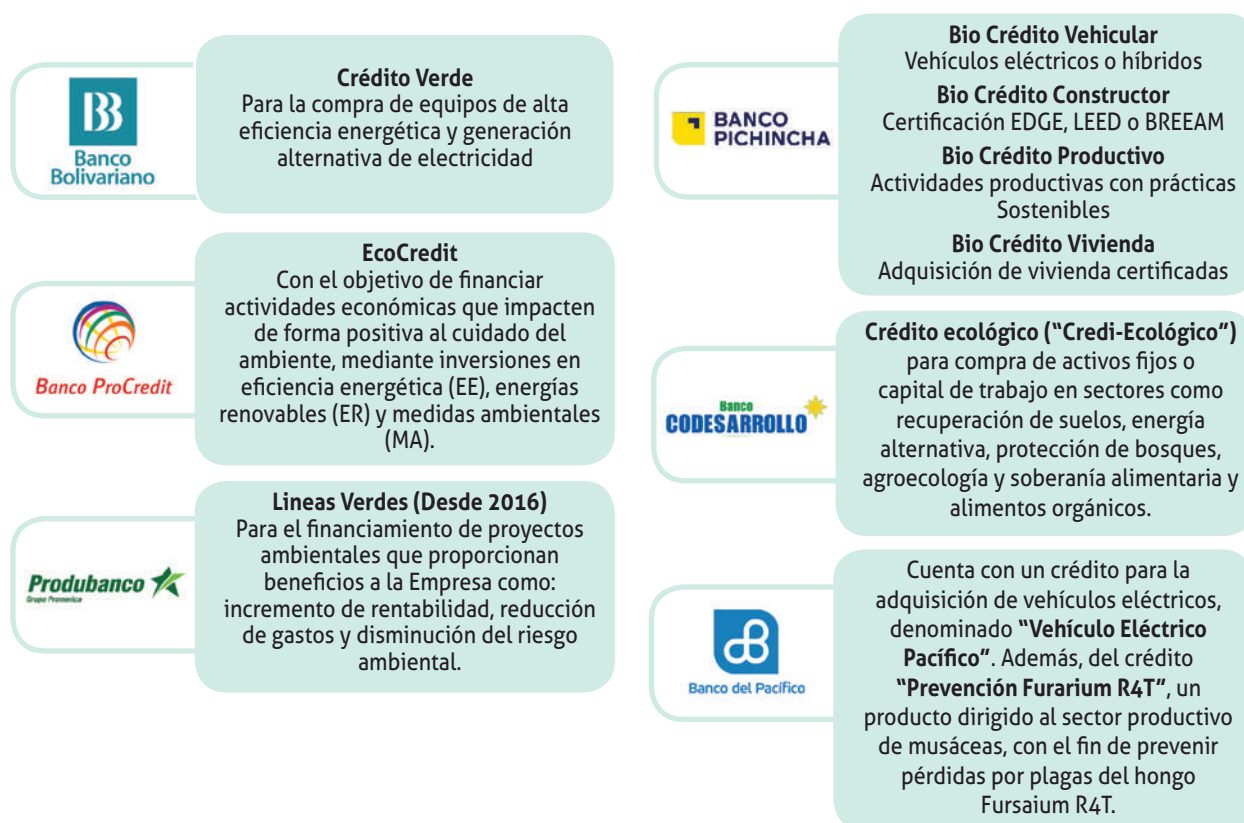 BB
Banco
Bolivariano
Crédito Verde
Para la compra de equipos de alta
eficiencia energética y generación
alternativa de electricidad
Banco ProCredit
EcoCredit
Con el objetivo de financiar
actividades económicas que impacten
de forma positiva al cuidado del
ambiente, mediante inversiones en
eficiencia energética (EE), energías
renovables (ER) y medidas ambientales
(MA).
Produbanco
Grupo Promerica
Lineas Verdes (Desde 2016)
Para el financiamiento de proyectos
ambientales que proporcionan
beneficios a la Empresa como:
incremento de rentabilidad, reducción
de gastos y disminución del riesgo
ambiental.
BANCO
PICHINCHA
Bio Crédito Vehicular
Vehículos eléctricos o híbridos
Bio Crédito Constructor
Certificación EDGE, LEED o BREEAM
Bio Crédito Productivo
Actividades productivas con prácticas
Sostenibles
Bio Crédito Vivienda
Adquisición de vivienda certificadas
Banco
CODESARROLLO
Crédito ecológico (“Credi-Ecológico”)
para compra de activos fijos o
capital de trabajo en sectores como
recuperación de suelos, energía
alternativa, protección de bosques,
agroecología y soberanía alimentaria y
alimentos orgánicos.
Banco del Pacífico
Cuenta con un crédito para la
adquisición de vehículos eléctricos,
denominado “Vehículo Eléctrico
Pacífico”. Además, del crédito
“Prevención Furarium R4T”, un
producto dirigido al sector productivo
de musáceas, con el fin de prevenir
pérdidas por plagas del hongo
Fursaium R4T.